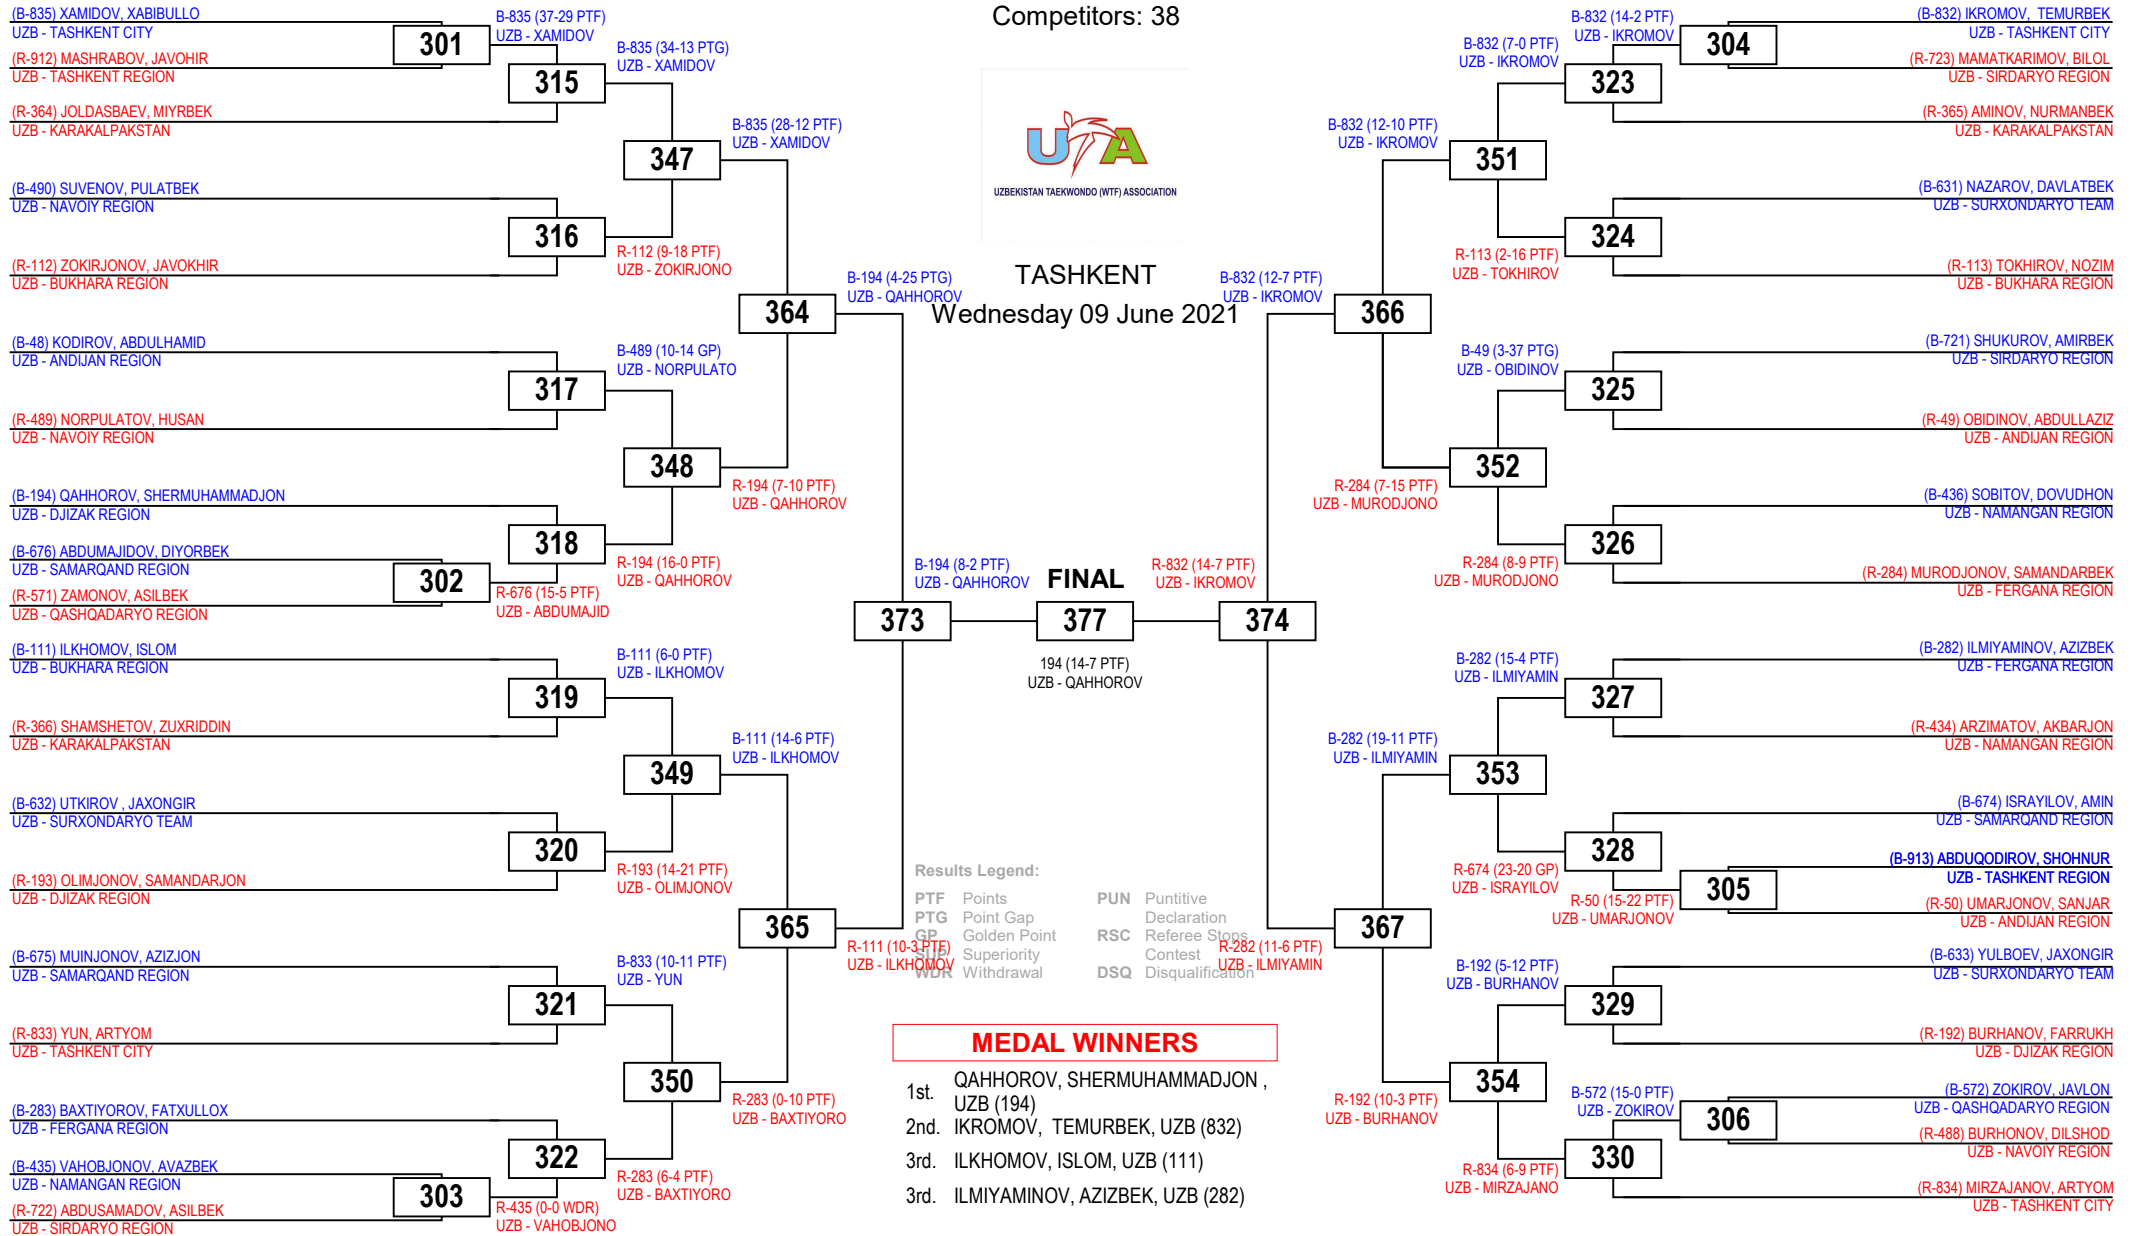 Competitors: 38
UTA
UZBEKISTAN TAEKWONDO (WTF) ASSOCIATION
TASHKENT
Wednesday 09 June 2021
(B-835) XAMIDOV, XABIBULLO
UZB - TASHKENT CITY
(R-912) MASHRABOV, JAVOHIR
UZB - TASHKENT REGION
(R-364) JOLDASBAEV, MIYRBEK
UZB - KARAKALPAKSTAN
(B-490) SUVENOV, PULATBEK
UZB - NAVOIY REGION
(R-112) ZOKIRJONOV, JAVOKHIR
UZB - BUKHARA REGION
(B-48) KODIROV, ABDULHAMID
UZB - ANDIJAN REGION
(R-489) NORPULATOV, HUSAN
UZB - NAVOIY REGION
(B-194) QAHHOROV, SHERMUHAMMADJON
UZB - DJIZAK REGION
(B-676) ABDUMAJIDOV, DIYORBEK
UZB - SAMARQAND REGION
(R-571) ZAMONOV, ASILBEK
UZB - QASHQADARYO REGION
(B-111) ILKHOMOV, ISLOM
UZB - BUKHARA REGION
(R-366) SHAMSHETOV, ZUXRIDDIN
UZB - KARAKALPAKSTAN
(B-632) UTKIROV , JAXONGIR
UZB - SURXONDARYO TEAM
(R-193) OLIMJONOV, SAMANDARJON
UZB - DJIZAK REGION
(B-675) MUINJONOV, AZIZJON
UZB - SAMARQAND REGION
(R-833) YUN, ARTYOM
UZB - TASHKENT CITY
(B-283) BAXTIYOROV, FATXULLOX
UZB - FERGANA REGION
(B-435) VAHOBJONOV, AVAZBEK
UZB - NAMANGAN REGION
(R-722) ABDUSAMADOV, ASILBEK
UZB - SIRDARYO REGION
301
302
303
B-835 (37-29 PTF)
UZB - XAMIDOV
R-676 (15-5 PTF)
UZB - ABDUMAJID
R-435 (0-0 WDR)
UZB - VAHOBJONO
315
316
317
318
319
320
321
322
B-835 (34-13 PTG)
UZB - XAMIDOV
R-112 (9-18 PTF)
UZB - ZOKIRJONO
B-489 (10-14 GP)
UZB - NORPULATO
R-194 (16-0 PTF)
UZB - QAHHOROV
B-111 (6-0 PTF)
UZB - ILKHOMOV
R-193 (14-21 PTF)
UZB - OLIMJONOV
B-833 (10-11 PTF)
UZB - YUN
R-283 (6-4 PTF)
UZB - BAXTIYORO
347
348
349
350
B-835 (28-12 PTF)
UZB - XAMIDOV
R-194 (7-10 PTF)
UZB - QAHHOROV
B-111 (14-6 PTF)
UZB - ILKHOMOV
R-283 (0-10 PTF)
UZB - BAXTIYORO
364
365
B-194 (4-25 PTG)
UZB - QAHHOROV
R-111 (10-3 PTF)
UZB - ILKHOMOV
373
B-194 (8-2 PTF)
UZB - QAHHOROV
FINAL
377
194 (14-7 PTF)
UZB - QAHHOROV
R-832 (14-7 PTF)
UZB - IKROMOV
374
B-832 (12-7 PTF)
UZB - IKROMOV
R-282 (11-6 PTF)
UZB - ILMIYAMIN
366
367
B-832 (12-10 PTF)
UZB - IKROMOV
R-284 (7-15 PTF)
UZB - MURODJONO
B-282 (19-11 PTF)
UZB - ILMIYAMIN
R-192 (10-3 PTF)
UZB - BURHANOV
351
352
353
354
B-832 (7-0 PTF)
UZB - IKROMOV
R-113 (2-16 PTF)
UZB - TOKHIROV
B-49 (3-37 PTG)
UZB - OBIDINOV
R-284 (8-9 PTF)
UZB - MURODJONO
B-282 (15-4 PTF)
UZB - ILMIYAMIN
R-674 (23-20 GP)
UZB - ISRAYILOV
B-192 (5-12 PTF)
UZB - BURHANOV
R-834 (6-9 PTF)
UZB - MIRZAJANO
323
324
325
326
327
328
329
330
B-832 (14-2 PTF)
UZB - IKROMOV
R-50 (15-22 PTF)
UZB - UMARJONOV
B-572 (15-0 PTF)
UZB - ZOKIROV
304
305
306
(B-832) IKROMOV, TEMURBEK
UZB - TASHKENT CITY
(R-723) MAMATKARIMOV, BILOL
UZB - SIRDARYO REGION
(R-365) AMINOV, NURMANBEK
UZB - KARAKALPAKSTAN
(B-631) NAZAROV, DAVLATBEK
UZB - SURXONDARYO TEAM
(R-113) TOKHIROV, NOZIM
UZB - BUKHARA REGION
(B-721) SHUKUROV, AMIRBEK
UZB - SIRDARYO REGION
(R-49) OBIDINOV, ABDULLAZIZ
UZB - ANDIJAN REGION
(B-436) SOBITOV, DOVUDHON
UZB - NAMANGAN REGION
(R-284) MURODJONOV, SAMANDARBEK
UZB - FERGANA REGION
(B-282) ILMIYAMINOV, AZIZBEK
UZB - FERGANA REGION
(R-434) ARZIMATOV, AKBARJON
UZB - NAMANGAN REGION
(B-674) ISRAYILOV, AMIN
UZB - SAMARQAND REGION
(B-913) ABDUQODIROV, SHOHNUR
UZB - TASHKENT REGION
(R-50) UMARJONOV, SANJAR
UZB - ANDIJAN REGION
(B-633) YULBOEV, JAXONGIR
UZB - SURXONDARYO TEAM
(R-192) BURHANOV, FARRUKH
UZB - DJIZAK REGION
(B-572) ZOKIROV, JAVLON
UZB - QASHQADARYO REGION
(R-488) BURHONOV, DILSHOD
UZB - NAVOIY REGION
(R-834) MIRZAJANOV, ARTYOM
UZB - TASHKENT CITY
Results Legend:
PTF Points
PTG Point Gap
GP Golden Point
SUP Superiority
WDR Withdrawal
PUN Puntitive
Declaration
RSC Referee Stops
Contest
DSQ Disqualification
MEDAL WINNERS
1st. QAHHOROV, SHERMUHAMMADJON ,
UZB (194)
2nd. IKROMOV, TEMURBEK, UZB (832)
3rd. ILKHOMOV, ISLOM, UZB (111)
3rd. ILMIYAMINOV, AZIZBEK, UZB (282)